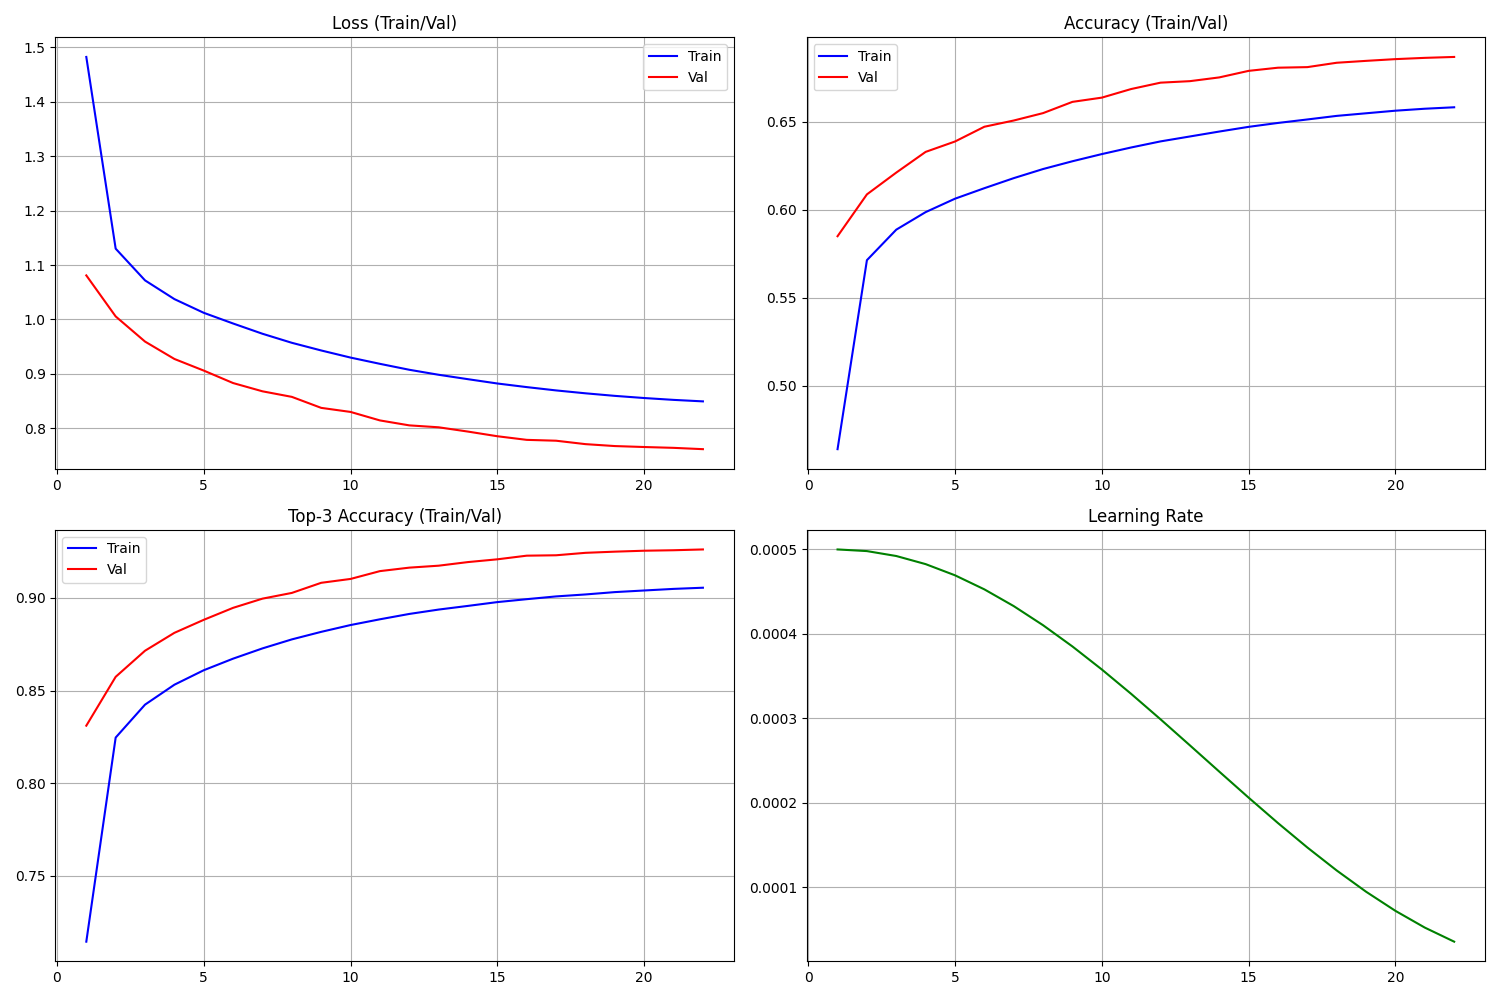 Loss (Train/Val)
1.5
1.4
1.3
1.2
1.1
1.0
0.9
0.8
0 5 10 15 20
Train
Val
Accuracy (Train/Val)
0.65
0.60
0.55
0.50
0 5 10 15 20
Train
Val
Top-3 Accuracy (Train/Val)
0.90
0.85
0.80
0.75
0 5 10 15 20
Train
Val
Learning Rate
0.0005
0.0004
0.0003
0.0002
0.0001
0 5 10 15 20